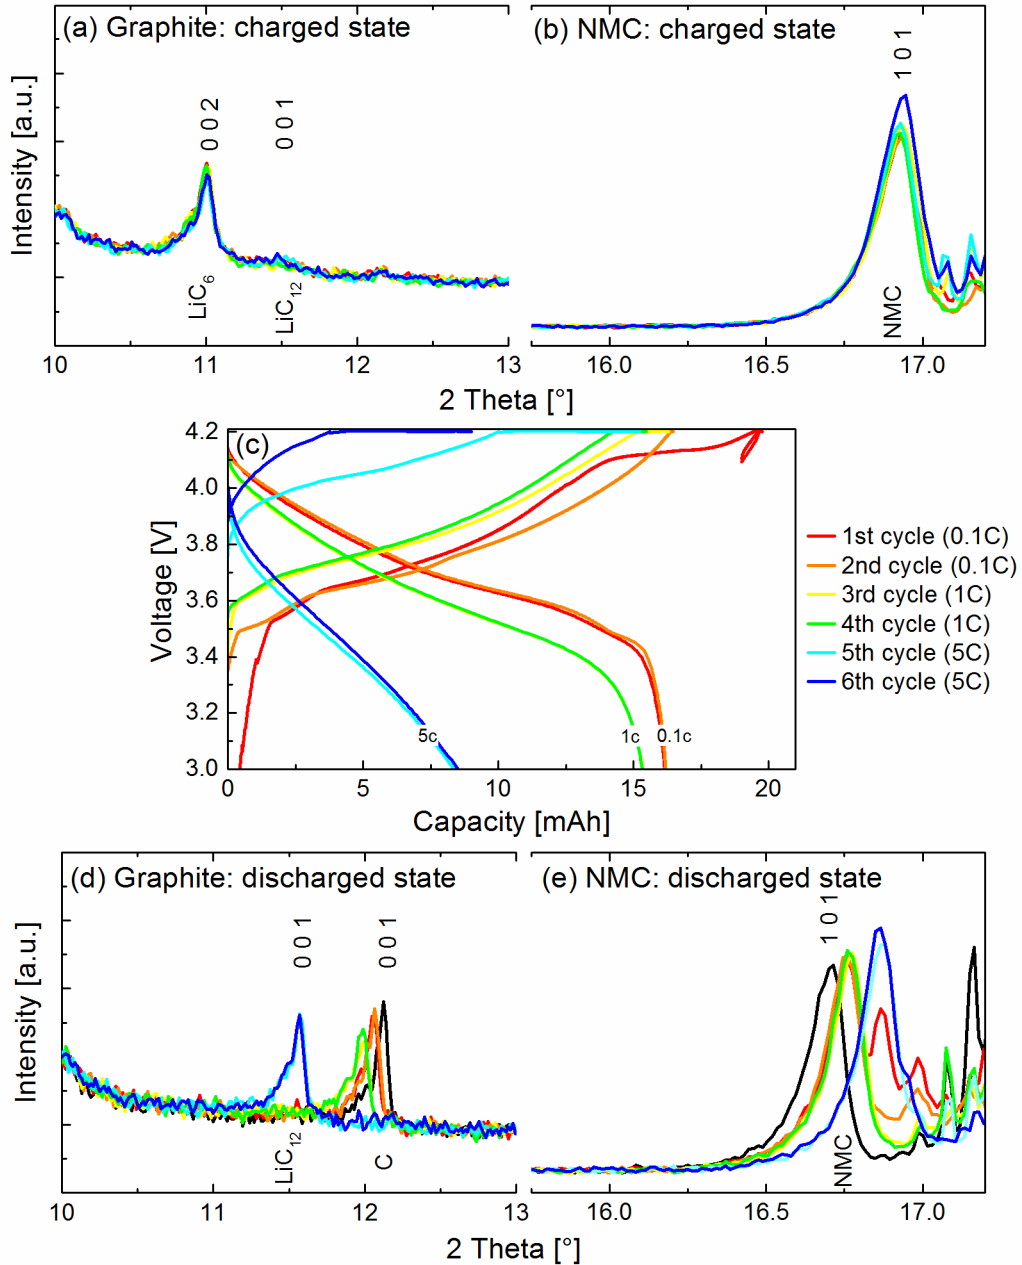 (a) Graphite: charged state
(b) NMC: charged state
Intensity [a.u.]
0 0 2
0 0 1
1 0 1
LiC6
LiC12
NMC
10 11 12 13 16.0 16.5 17.0
2 Theta [°]
(c)
Voltage [V]
4.2
4.0
3.8
3.6
3.4
3.2
3.0
5c 1c 0.1c
0 5 10 15 20
Capacity [mAh]
1st cycle (0.1C)
2nd cycle (0.1C)
3rd cycle (1C)
4th cycle (1C)
5th cycle (5C)
6th cycle (5C)
(d) Graphite: discharged state
(e) NMC: discharged state
Intensity [a.u.]
0 0 1
0 0 1
1 0 1
LiC12
C
NMC
10 11 12 13 16.0 16.5 17.0
2 Theta [°]